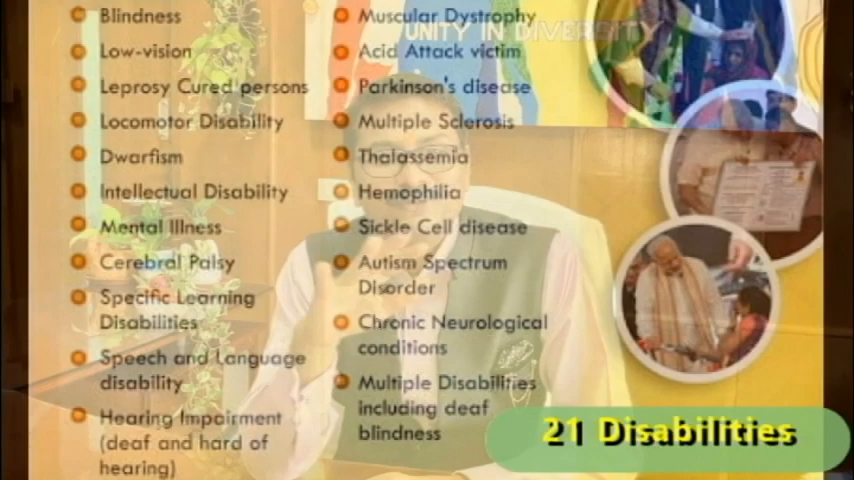 Blindness
Low-vision
Leprosy Cured persons
Locomotor Disability
Dwarfism
Intellectual Disability
Mental Illness
Cerebral Palsy
Specific Learning
Disabilities
Speech and Language
disability
Hearing Impairment
(deaf and hard of
hearing)
Muscular Dystrophy
Acid Attack victim
Parkinson's disease
Multiple Sclerosis
Thalassemia
Hemophilia
Sickle Cell disease
Autism Spectrum
Disorder
Chronic Neurological
conditions
Multiple Disabilities
including deaf
blindness
UNITY IN DIVERSITY
21 Disabilities